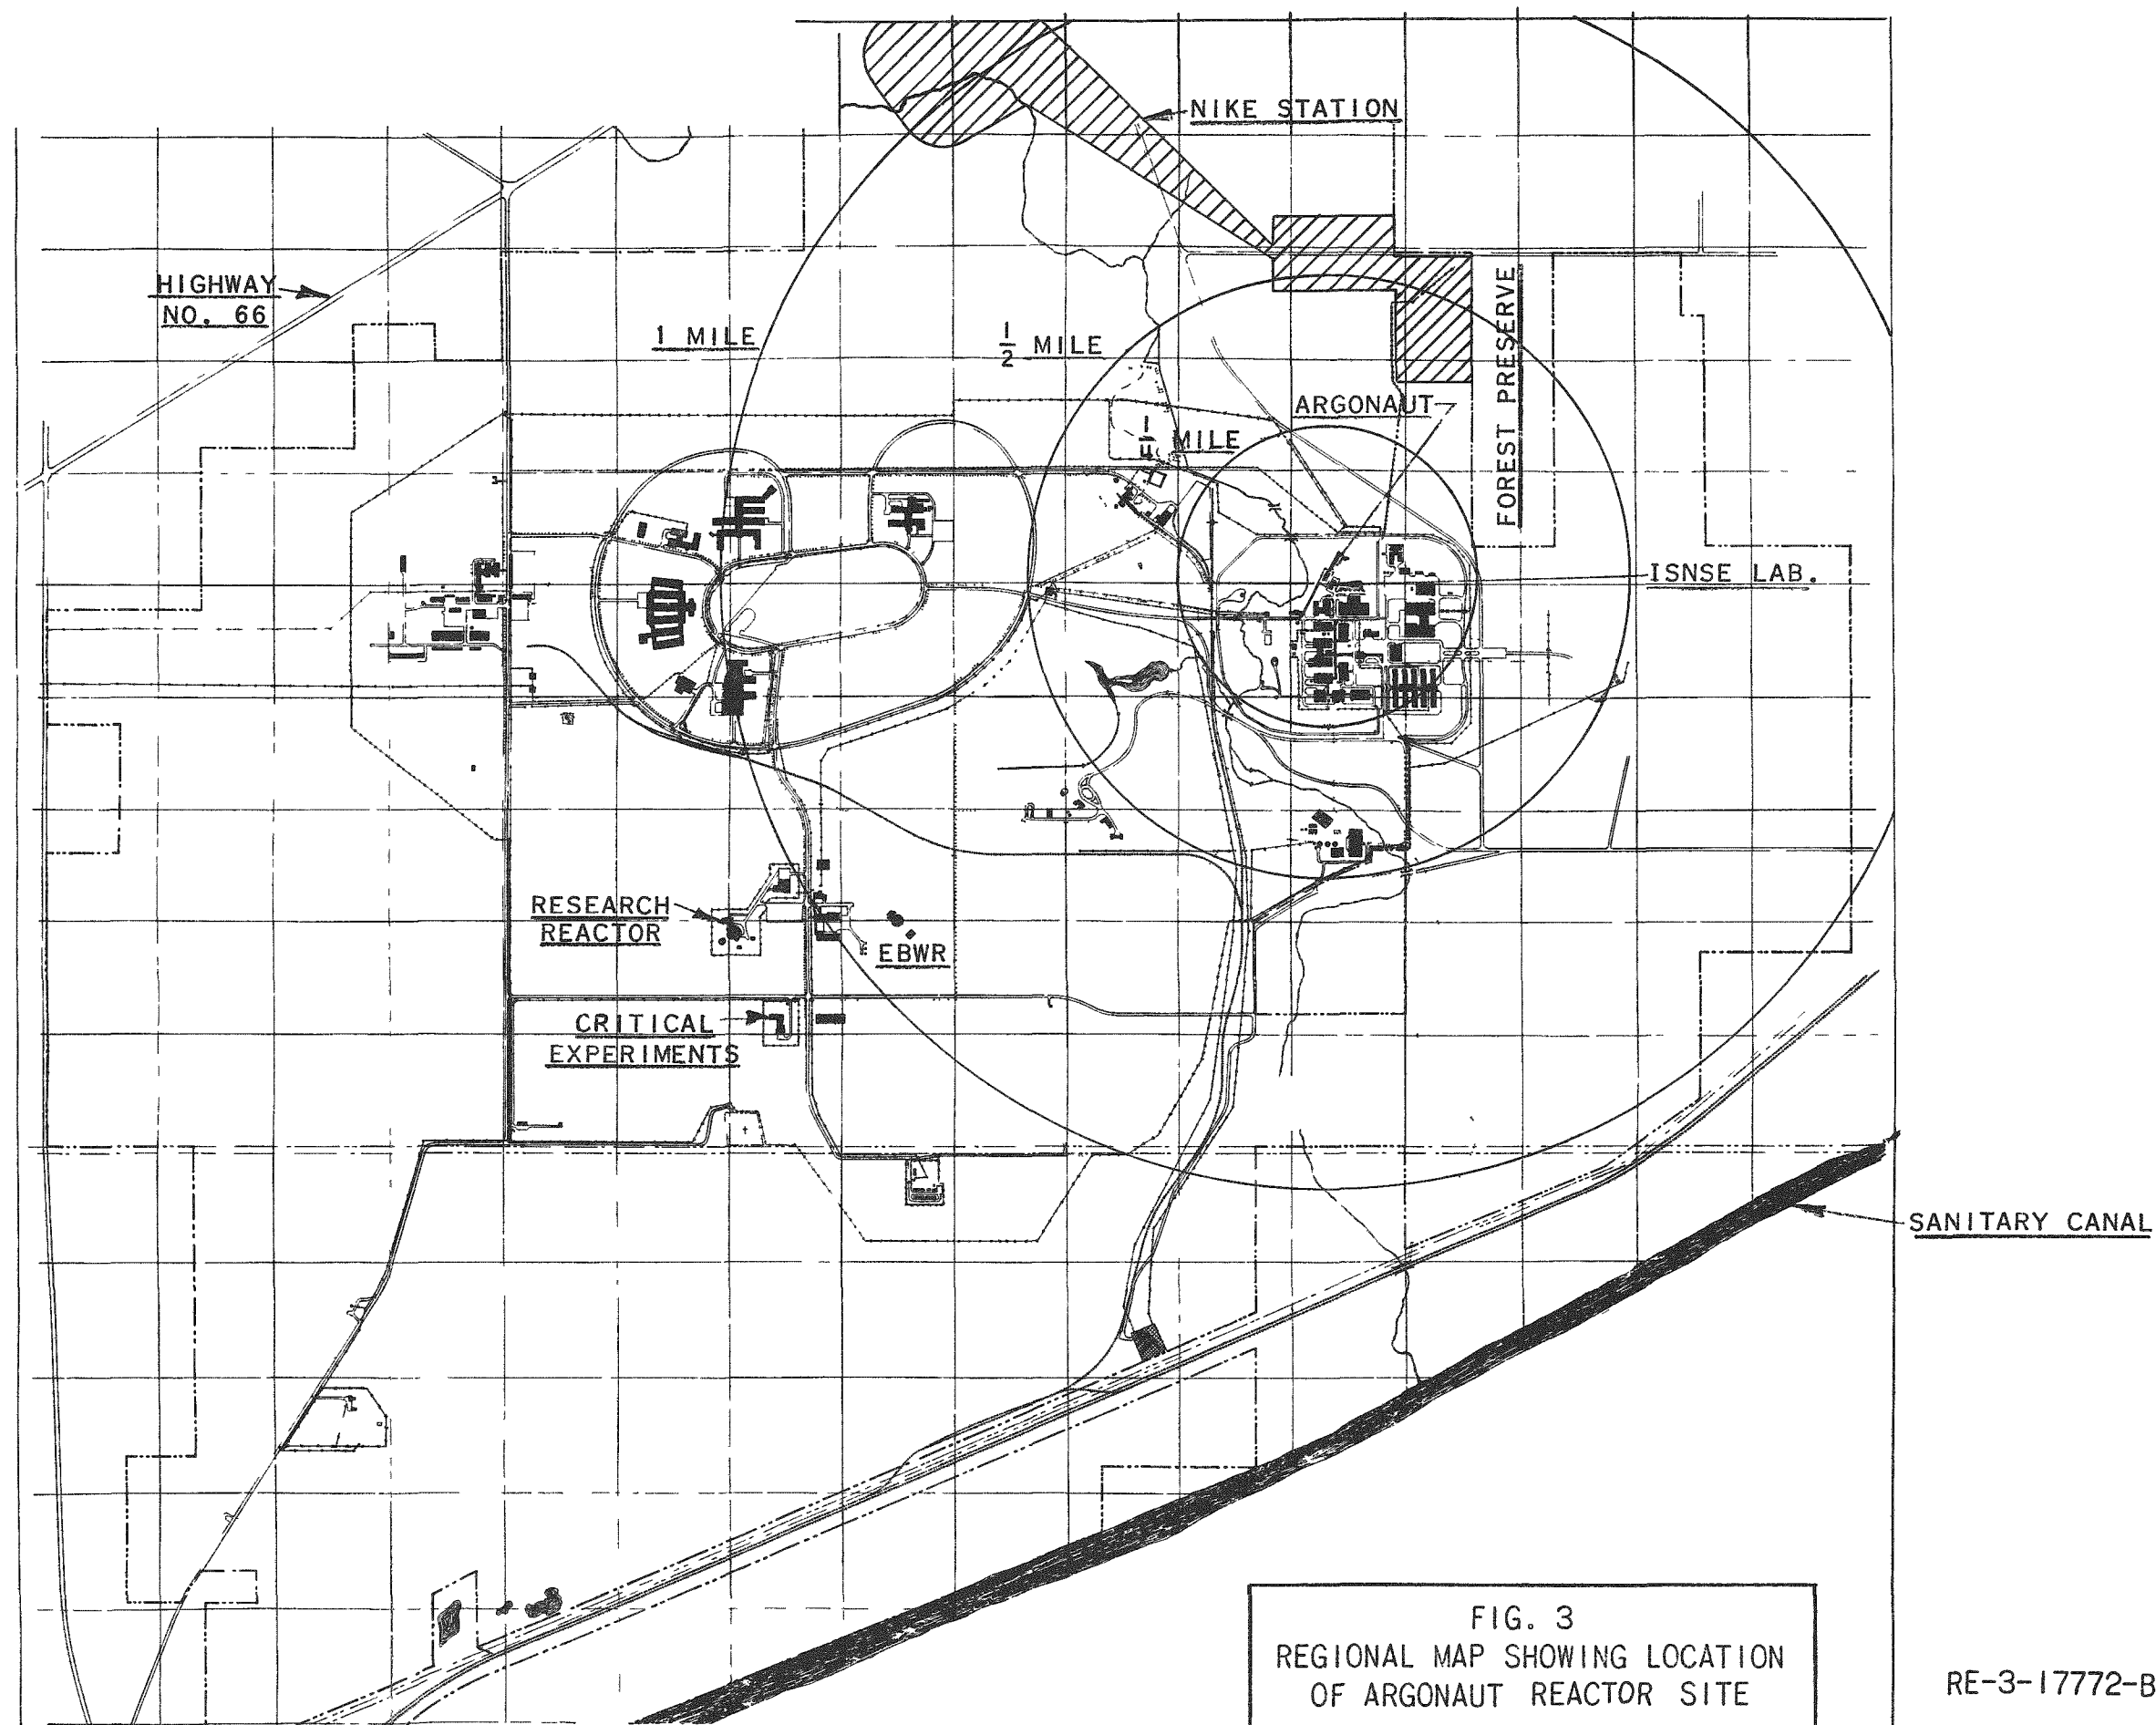 NIKE STATION
HIGHWAY
NO. 66
1 MILE
1/2 MILE
FOREST PRESERVE
ARGONAUT
1/4 MILE
ISNSE LAB.
RESEARCH
REACTOR
EBWR
CRITICAL
EXPERIMENTS
SANITARY CANAL
FIG. 3
REGIONAL MAP SHOWING LOCATION
OF ARGONAUT REACTOR SITE
RE-3-17772-B